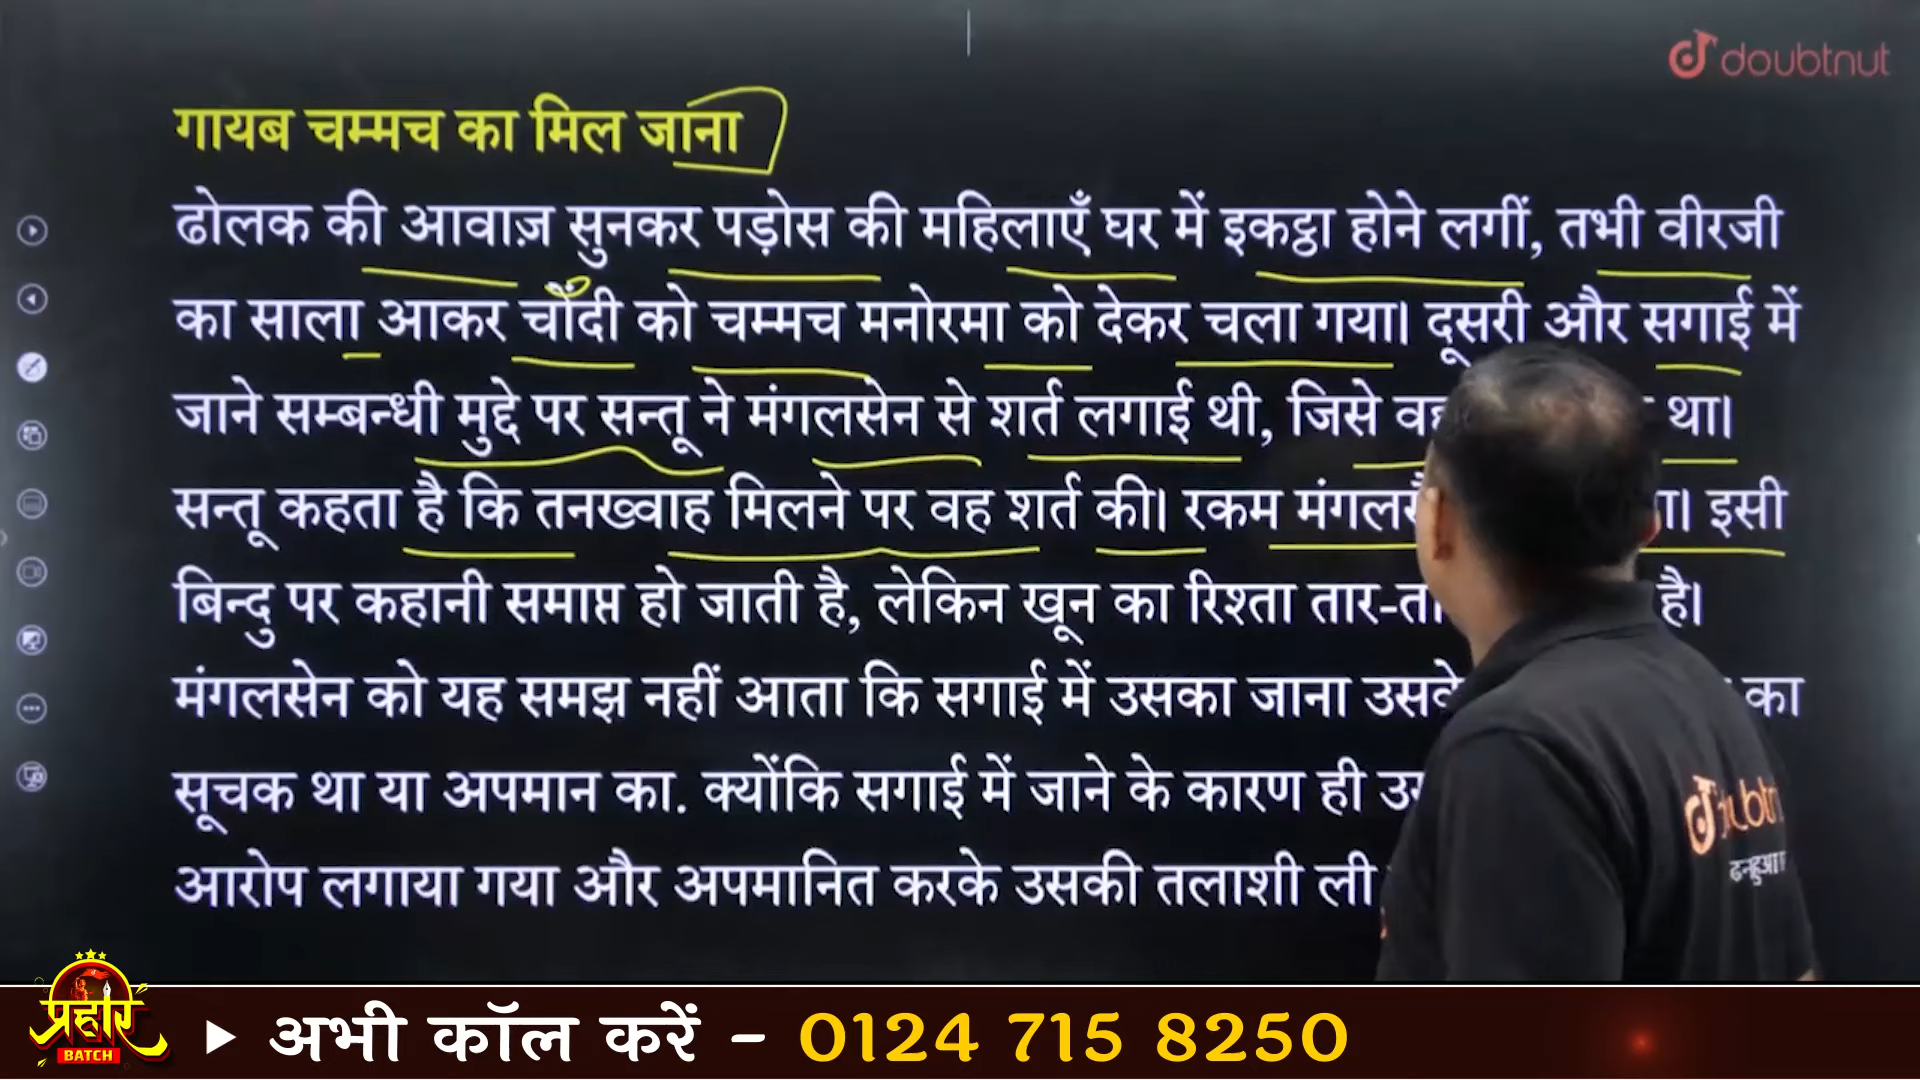 doubtnut
गायब चम्मच का मिल जाना
ढोलक की आवाज़ सुनकर पड़ोस की महिलाएँ घर में इकट्ठा होने लगीं, तभी वीरजी
का साला आकर चाँदी को चम्मच मनोरमा को देकर चला गया। दूसरी और सगाई में
जाने सम्बन्धी मुद्दे पर सन्तू ने मंगलसेन से शर्त लगाई थी, जिसे था।
सन्तू कहता है कि तनख्वाह मिलने पर वह शर्त की। रकम इसी
बिन्दु पर कहानी समाप्त हो जाती है, लेकिन खून का रिश्ता है।
मंगलसेन को यह समझ नहीं आता कि सगाई में उसका जाना का
सूचक था या अपमान का. क्योंकि सगाई में जाने के कारण ही
आरोप लगाया गया और अपमानित करके उसकी तलाशी ली
doubtn
प्रहार
BATCH
अभी कॉल करें – 0124 715 8250